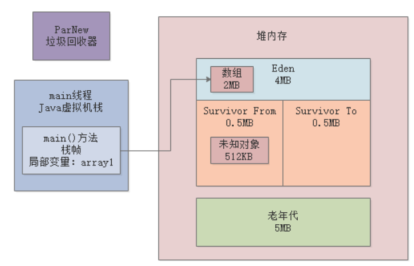 ParNew
垃圾回收器
堆内存
main线程
Java虚拟机栈
main()方法
栈帧
局部变量: array1
数组
2MB
Eden
4MB
Survivor From
0.5MB
Survivor To
0.5MB
未知对象
512KB
老年代
5MB